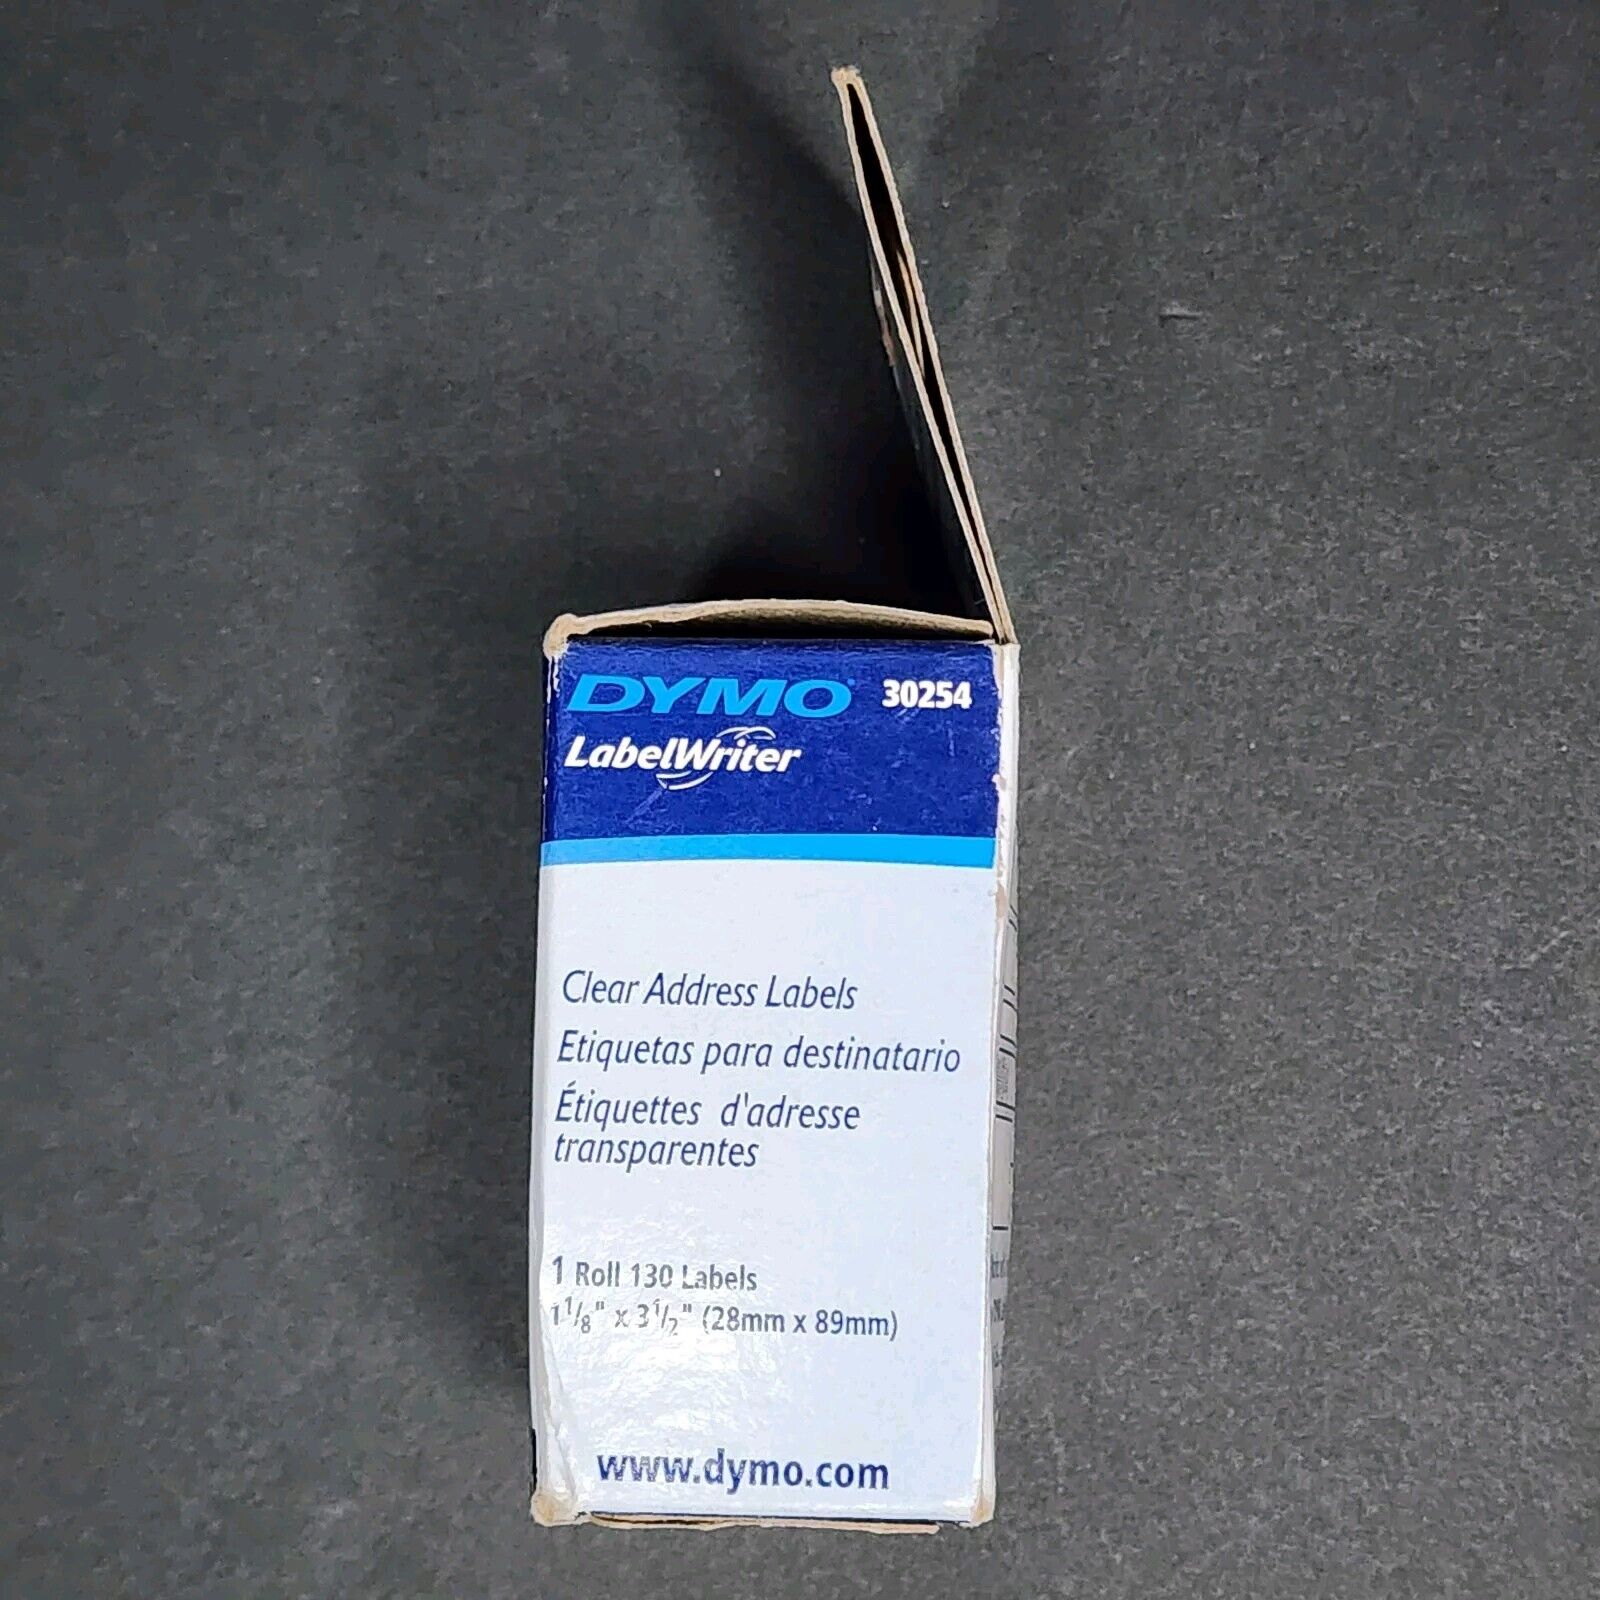 DYMO 30254
LabelWriter
Clear Address Labels
Etiquetas para destinatario
Étiquettes d'adresse
transparentes
1 Roll 130 Labels
1 1/8" x 3 1/2" (28mm x 89mm)
www.dymo.com